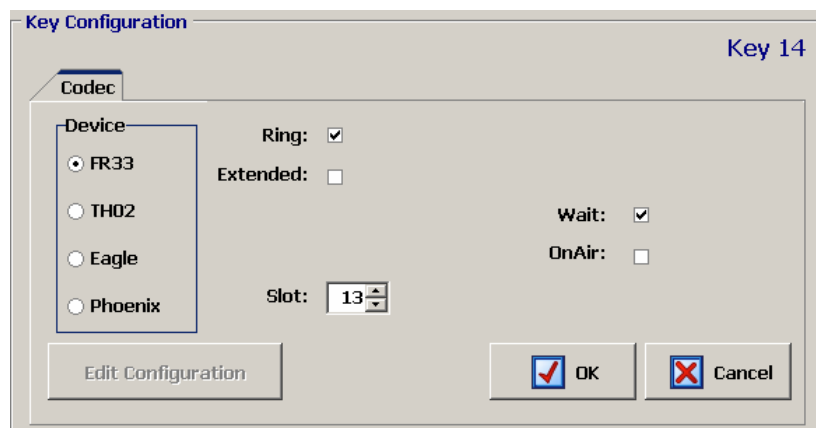 Key Configuration
Key 14
Codec
Device
FR33
TH02
Eagle
Phoenix
Ring:
Extended:
Wait:
OnAir:
Slot: 13
Edit Configuration
OK
Cancel